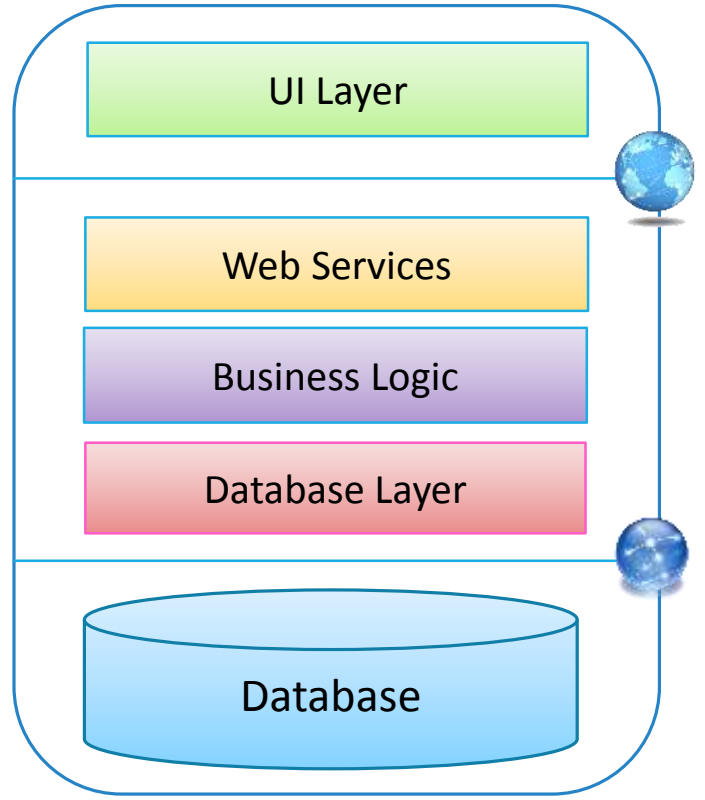 UI Layer
Web Services
Business Logic
Database Layer
Database